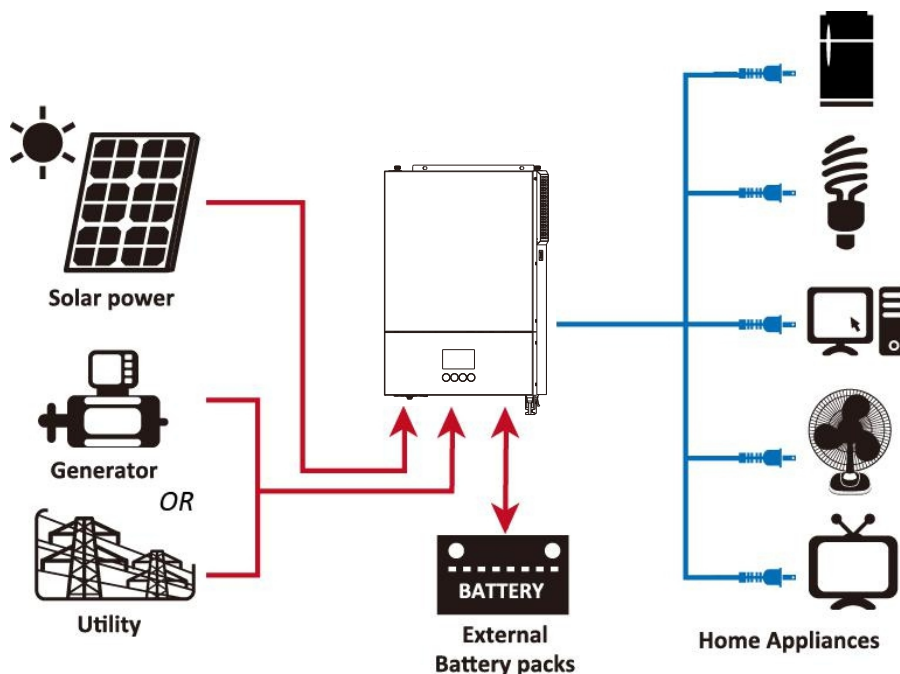 Solar power
Generator
OR
Utility
BATTERY
External
Battery packs
Home Appliances